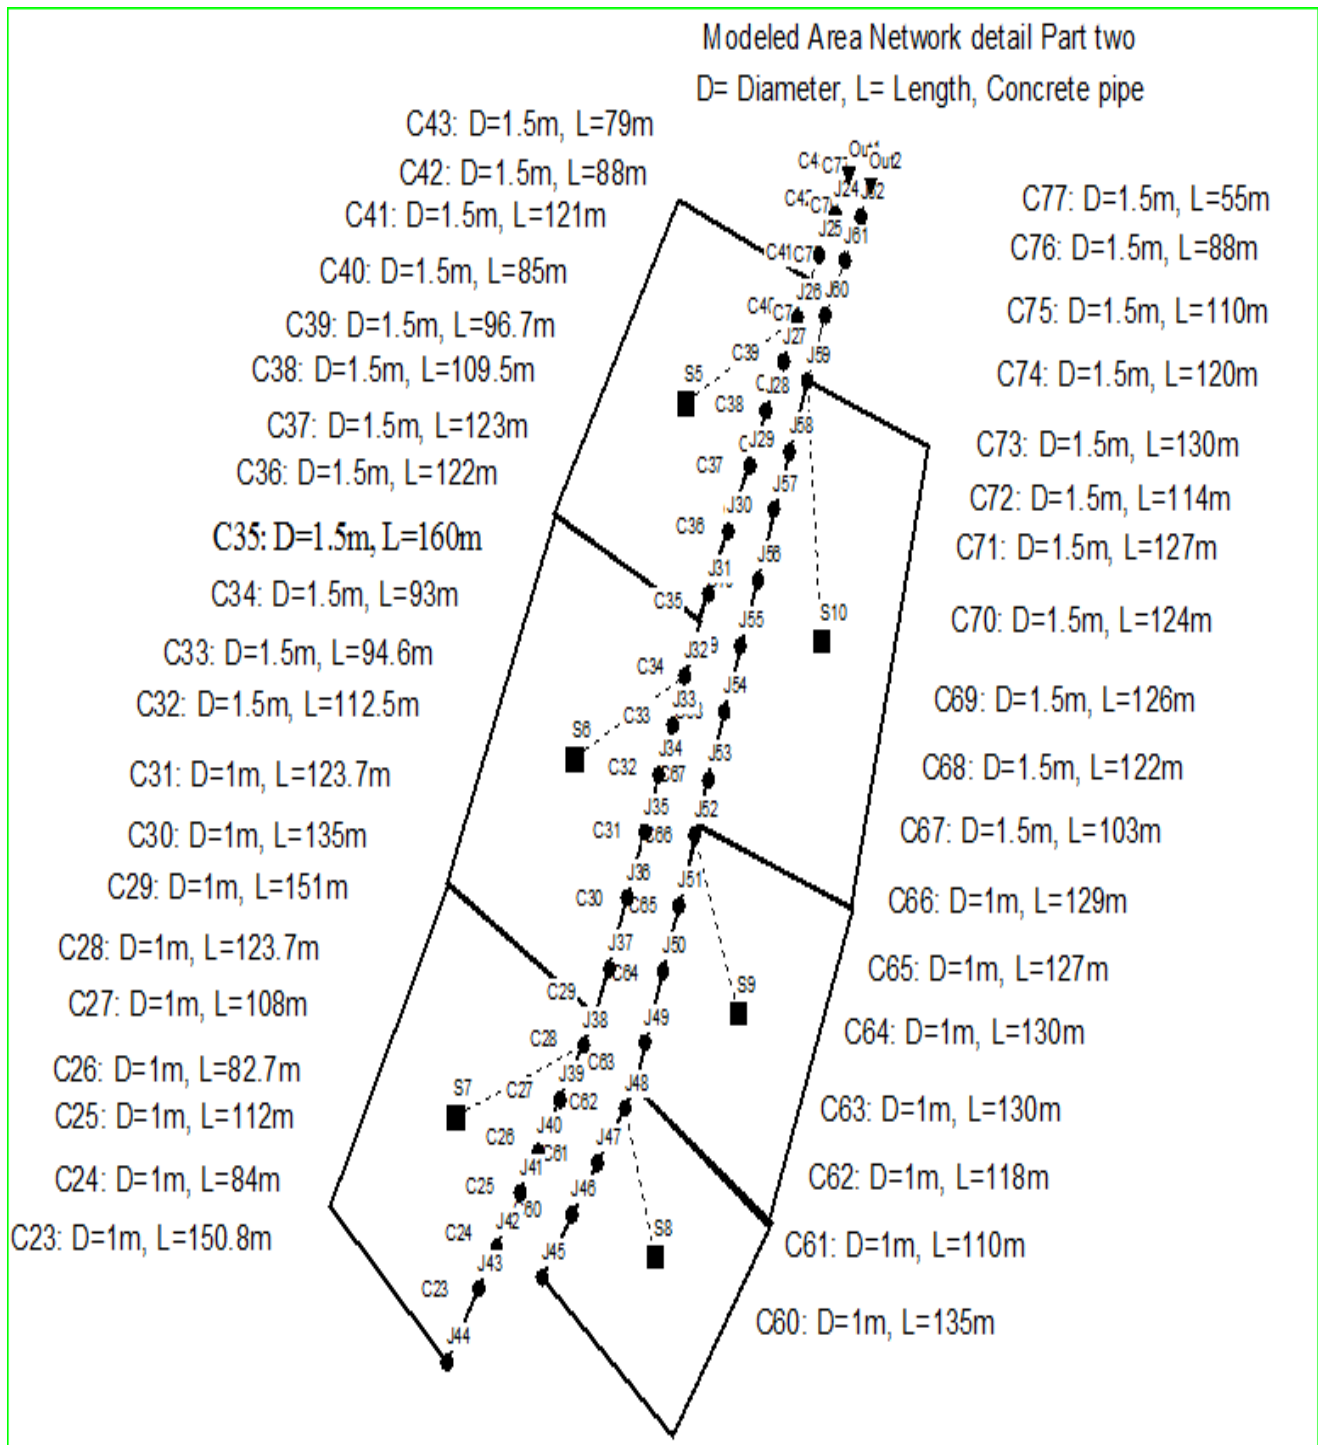 Modeled Area Network detail Part two
D= Diameter, L= Length, Concrete pipe
C43: D=1.5m, L=79m
C42: D=1.5m, L=88m
C41: D=1.5m, L=121m
C40: D=1.5m, L=85m
C39: D=1.5m, L=96.7m
C38: D=1.5m, L=109.5m
C37: D=1.5m, L=123m
C36: D=1.5m, L=122m
C35: D=1.5m, L=160m
C34: D=1.5m, L=93m
C33: D=1.5m, L=94.6m
C32: D=1.5m, L=112.5m
C31: D=1m, L=123.7m
C30: D=1m, L=135m
C29: D=1m, L=151m
C28: D=1m, L=123.7m
C27: D=1m, L=108m
C26: D=1m, L=82.7m
C25: D=1m, L=112m
C24: D=1m, L=84m
C23: D=1m, L=150.8m
C77: D=1.5m, L=55m
C76: D=1.5m, L=88m
C75: D=1.5m, L=110m
C74: D=1.5m, L=120m
C73: D=1.5m, L=130m
C72: D=1.5m, L=114m
C71: D=1.5m, L=127m
C70: D=1.5m, L=124m
C69: D=1.5m, L=126m
C68: D=1.5m, L=122m
C67: D=1.5m, L=103m
C66: D=1m, L=129m
C65: D=1m, L=127m
C64: D=1m, L=130m
C63: D=1m, L=130m
C62: D=1m, L=118m
C61: D=1m, L=110m
C60: D=1m, L=135m
Out1
Out2
J24
J25
J61
J26
J60
J27
J59
C39
S5
J28
C38
J29
J58
C37
J57
J30
C36
J56
J31
C35
S10
J55
J32
C34
J54
J33
C33
S6
J34
J53
C32
C67
J35
J52
C31
C66
J36
J51
C30
C65
J37
J50
C64
C29
S9
J38
J49
C28
C63
J39
J48
S7
C27
C62
J40
C26
C61
J47
J41
C25
J46
J42
C24
S8
J43
J45
C23
J44